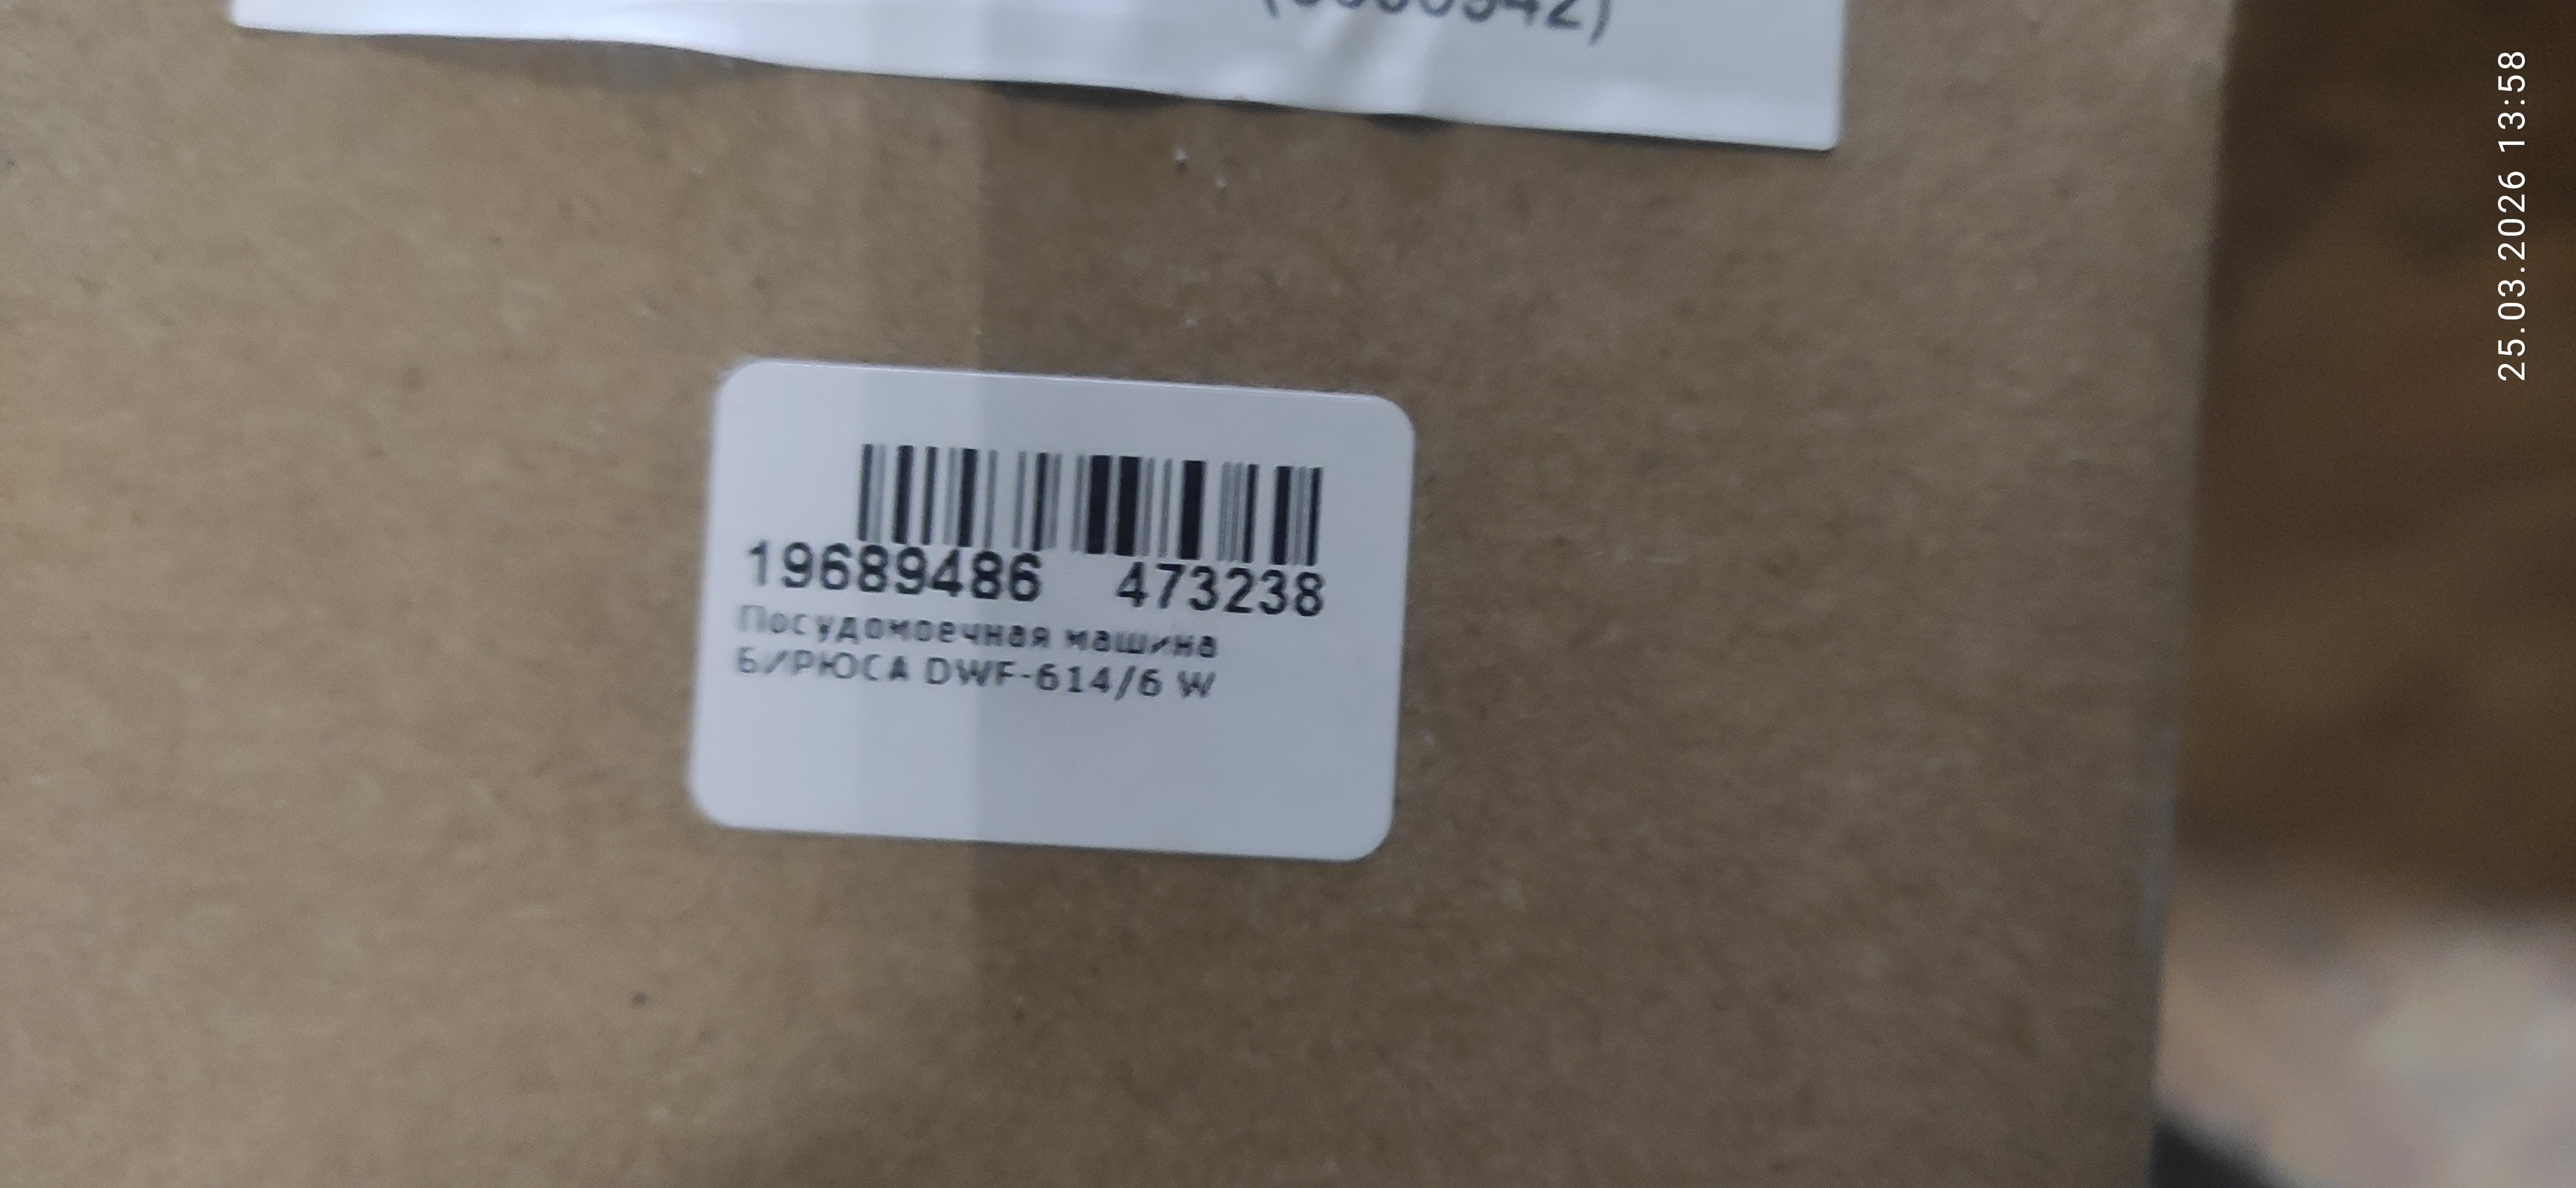 19689486 473238
Посудомоечная машина
БИРЮСА DWF-614/6 W
25.03.2026 13:58